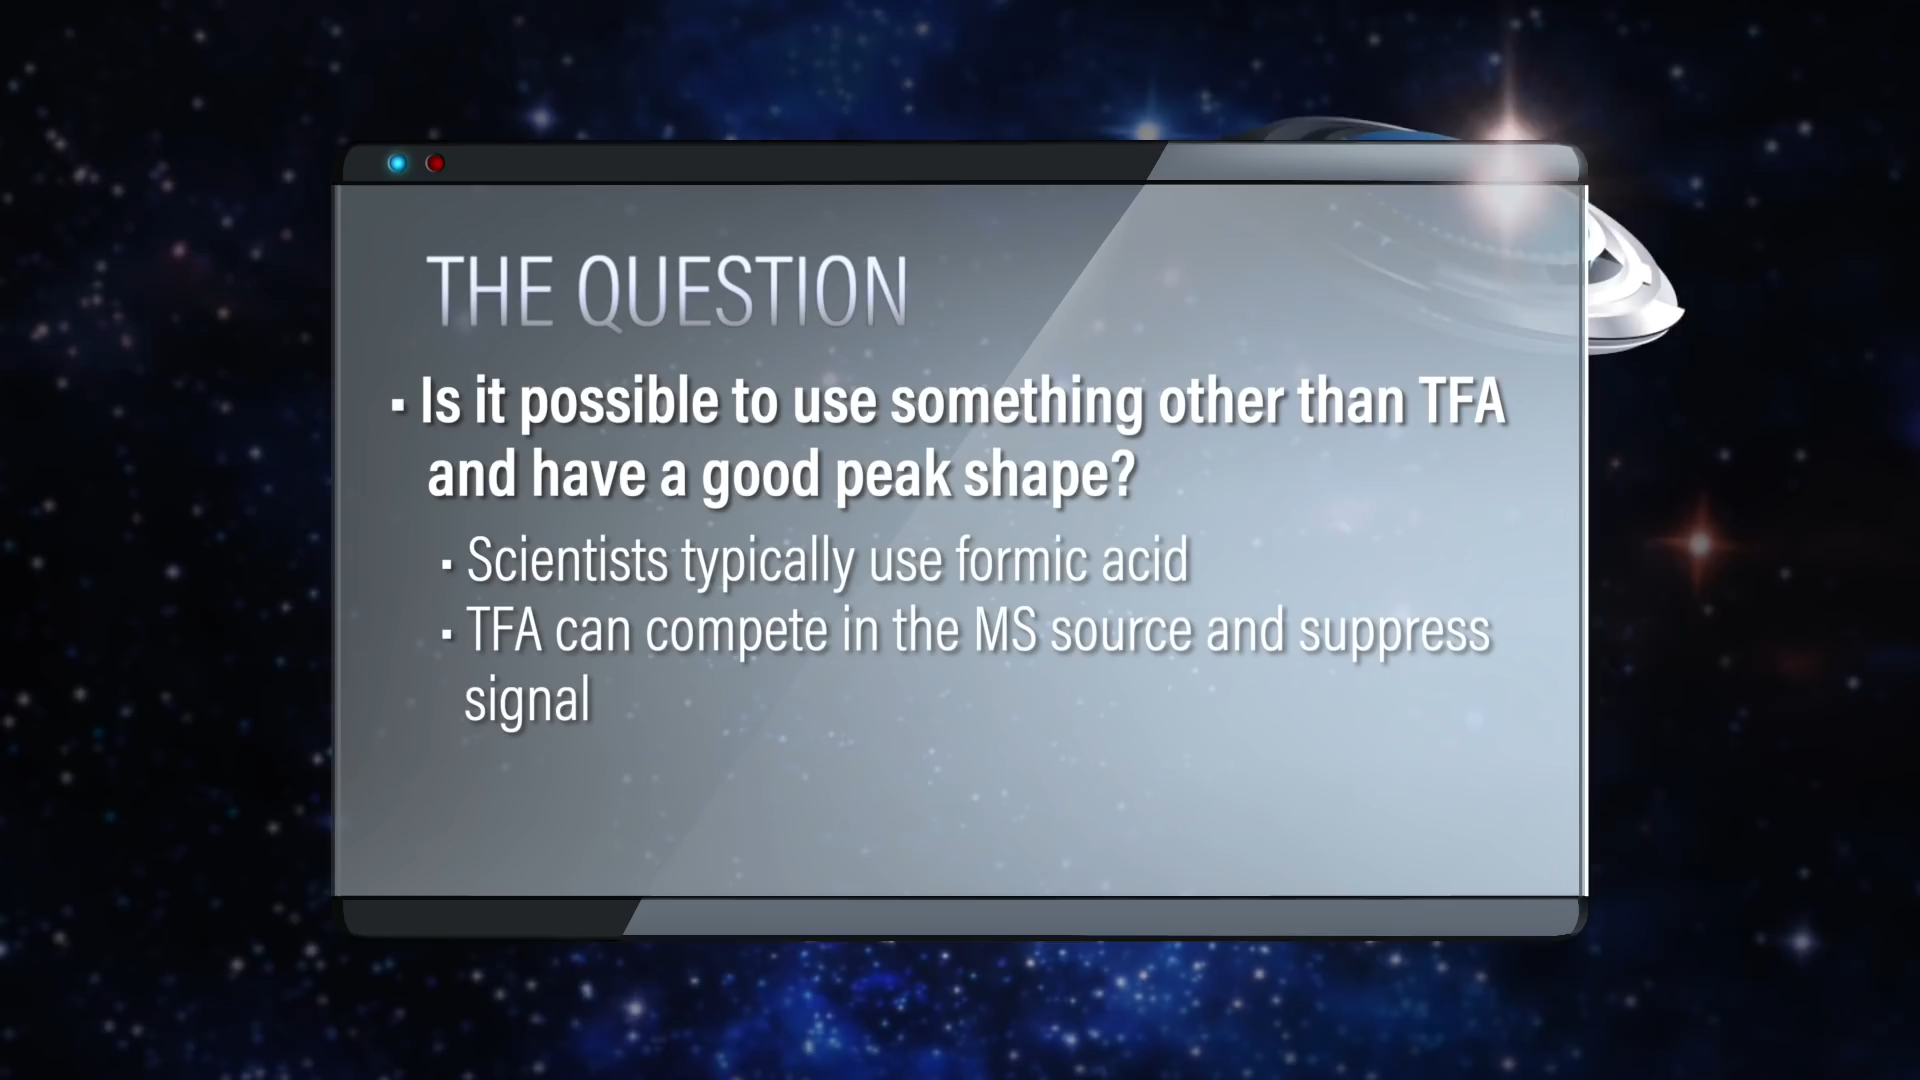 THE QUESTION
▪ Is it possible to use something other than TFA
and have a good peak shape?
▪ Scientists typically use formic acid
▪ TFA can compete in the MS source and suppress
signal